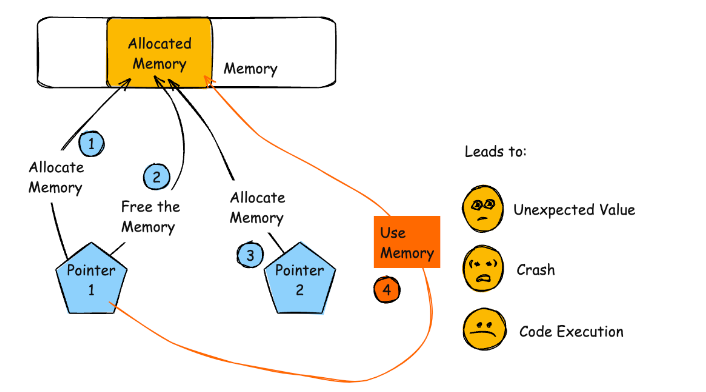 Allocated
Memory
Memory
1
Allocate
Memory
2
Free the
Memory
Allocate
Memory
3
Pointer
1
Pointer
2
Use
Memory
4
Leads to:
Unexpected Value
Crash
Code Execution